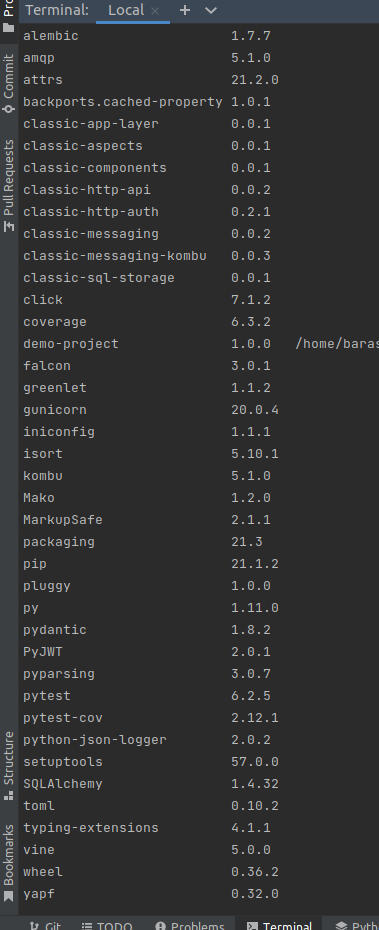 Terminal: Local × + 
alembic 1.7.7
amqp 5.1.0
attrs 21.2.0
backports.cached-property 1.0.1
classic-app-layer 0.0.1
classic-aspects 0.0.1
classic-components 0.0.1
classic-http-api 0.0.2
classic-http-auth 0.2.1
classic-messaging 0.0.2
classic-messaging-kombu 0.0.3
classic-sql-storage 0.0.1
click 7.1.2
coverage 6.3.2
demo-project 1.0.0 /home/baras
falcon 3.0.1
greenlet 1.1.2
gunicorn 20.0.4
iniconfig 1.1.1
isort 5.10.1
kombu 5.1.0
Mako 1.2.0
MarkupSafe 2.1.1
packaging 21.3
pip 21.1.2
pluggy 1.0.0
py 1.11.0
pydantic 1.8.2
PyJWT 2.0.1
pyparsing 3.0.7
pytest 6.2.5
pytest-cov 2.12.1
python-json-logger 2.0.2
setuptools 57.0.0
SQLAlchemy 1.4.32
toml 0.10.2
typing-extensions 4.1.1
vine 5.0.0
wheel 0.36.2
yapf 0.32.0
Pr
Commit
Pull Requests
Structure
Bookmarks
Git TODO Problems Terminal Pyth